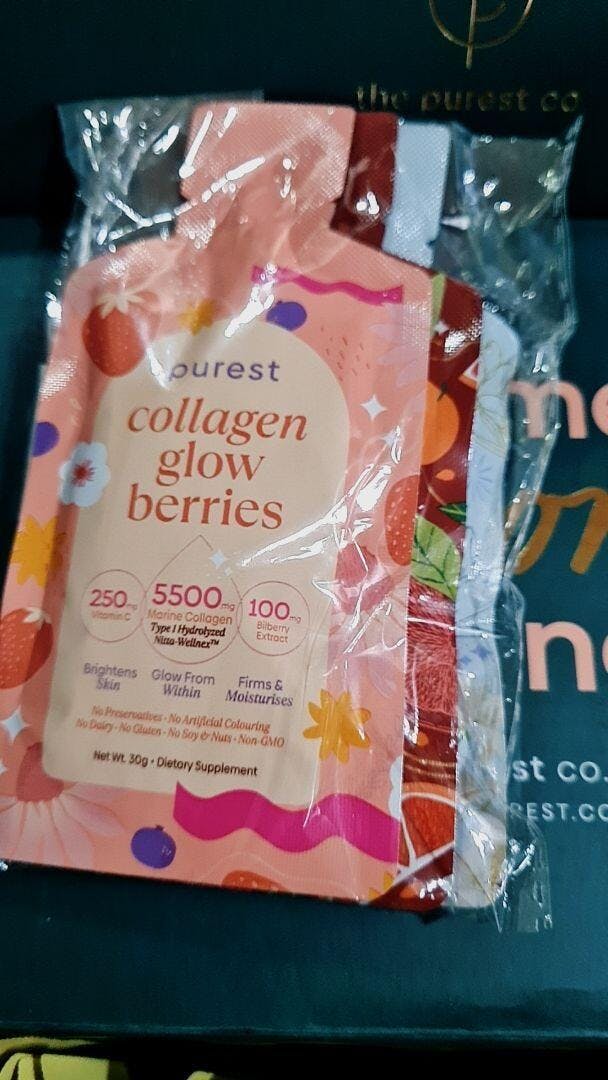 the purest co
purest
collagen
glow
berries
250mg
Vitamin C
5500mg
Marine Collagen
Type I Hydrolyzed
Nitta-Wellnex™
100mg
Bilberry
Extract
Brightens
Skin
Glow From
Within
Firms &
Moisturises
No Preservatives · No Artificial Colouring
No Dairy · No Gluten · No Soy & Nuts · Non-GMO
Net Wt. 30g • Dietary Supplement
st co.